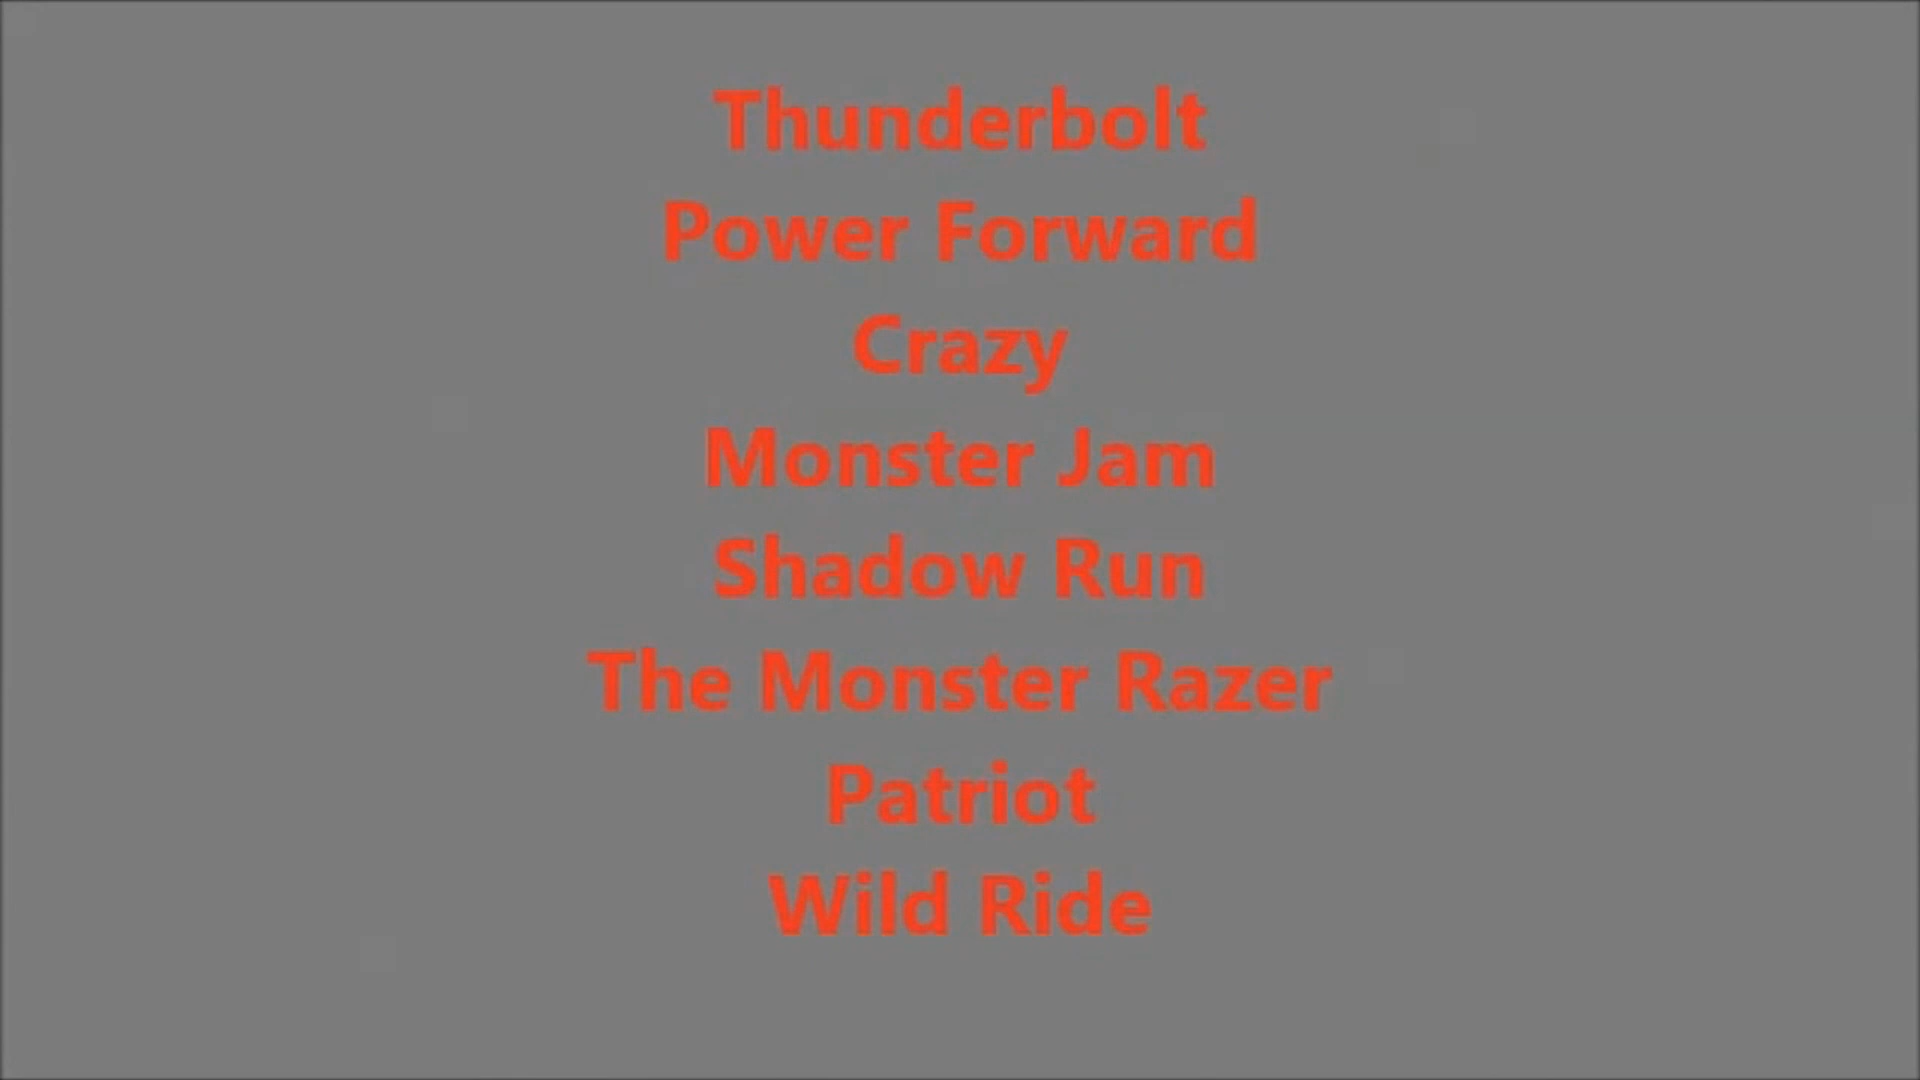 Thunderbolt
Power Forward
Crazy
Monster Jam
Shadow Run
The Monster Razer
Patriot
Wild Ride